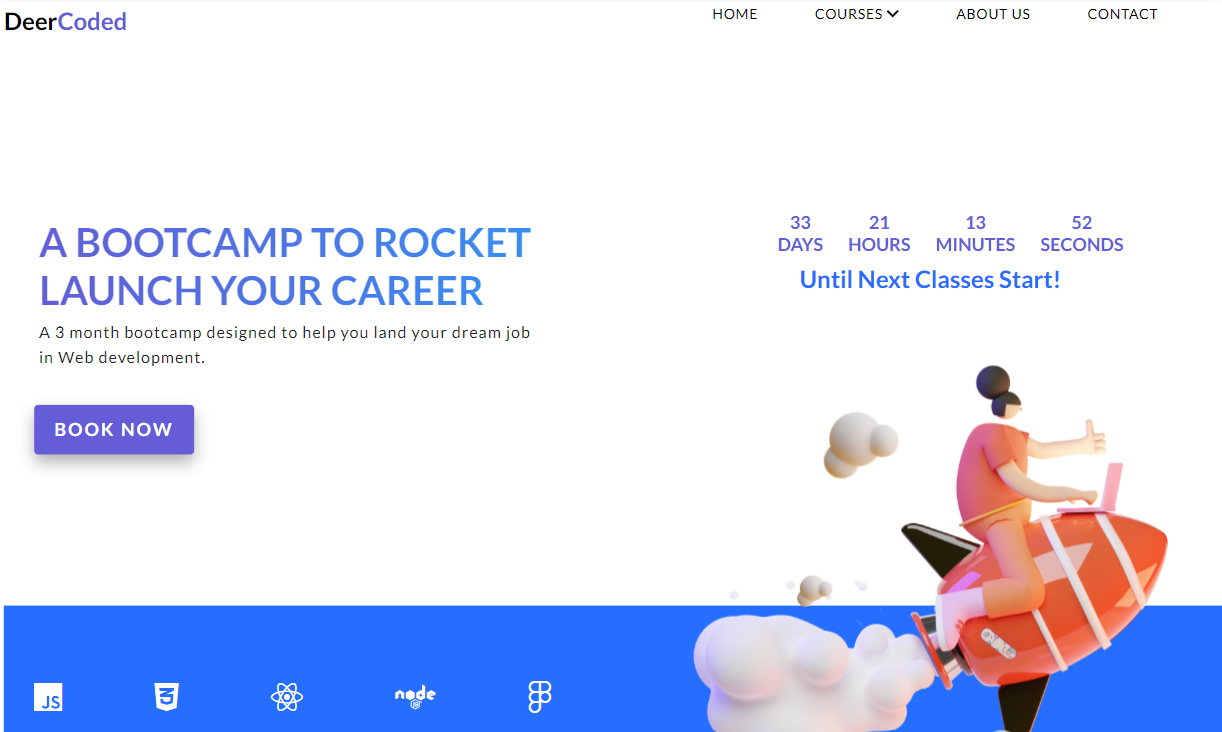 DeerCoded
HOME COURSES ABOUT US CONTACT
A BOOTCAMP TO ROCKET
LAUNCH YOUR CAREER
A 3 month bootcamp designed to help you land your dream job
in Web development.
BOOK NOW
33 21 13 52
DAYS HOURS MINUTES SECONDS
Until Next Classes Start!
JS
3
node
JS